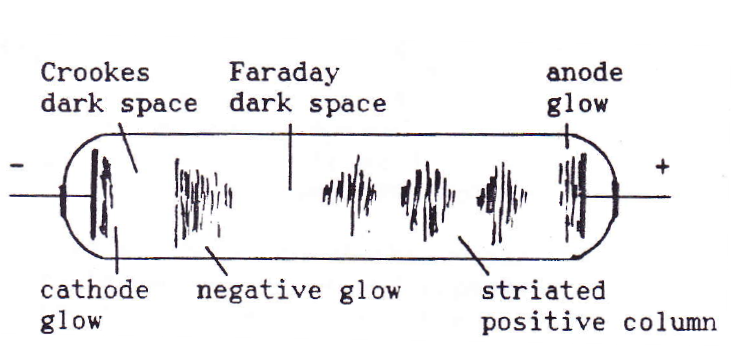 Crookes
dark space
Faraday
dark space
anode
glow
-
+
cathode
glow
negative glow
striated
positive column